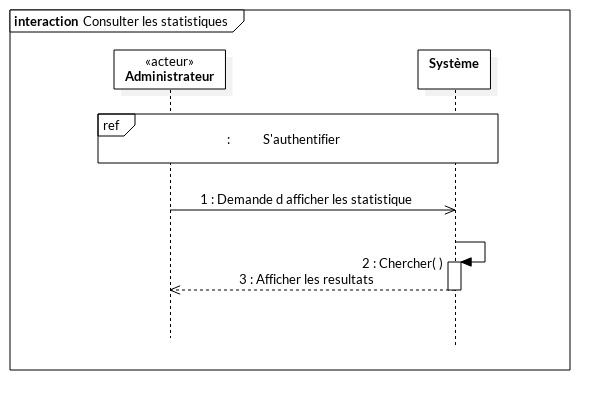 interaction Consulter les statistiques
«acteur»
Administrateur
Système
ref
: S'authentifier
1 : Demande d afficher les statistique
2 : Chercher( )
3 : Afficher les resultats